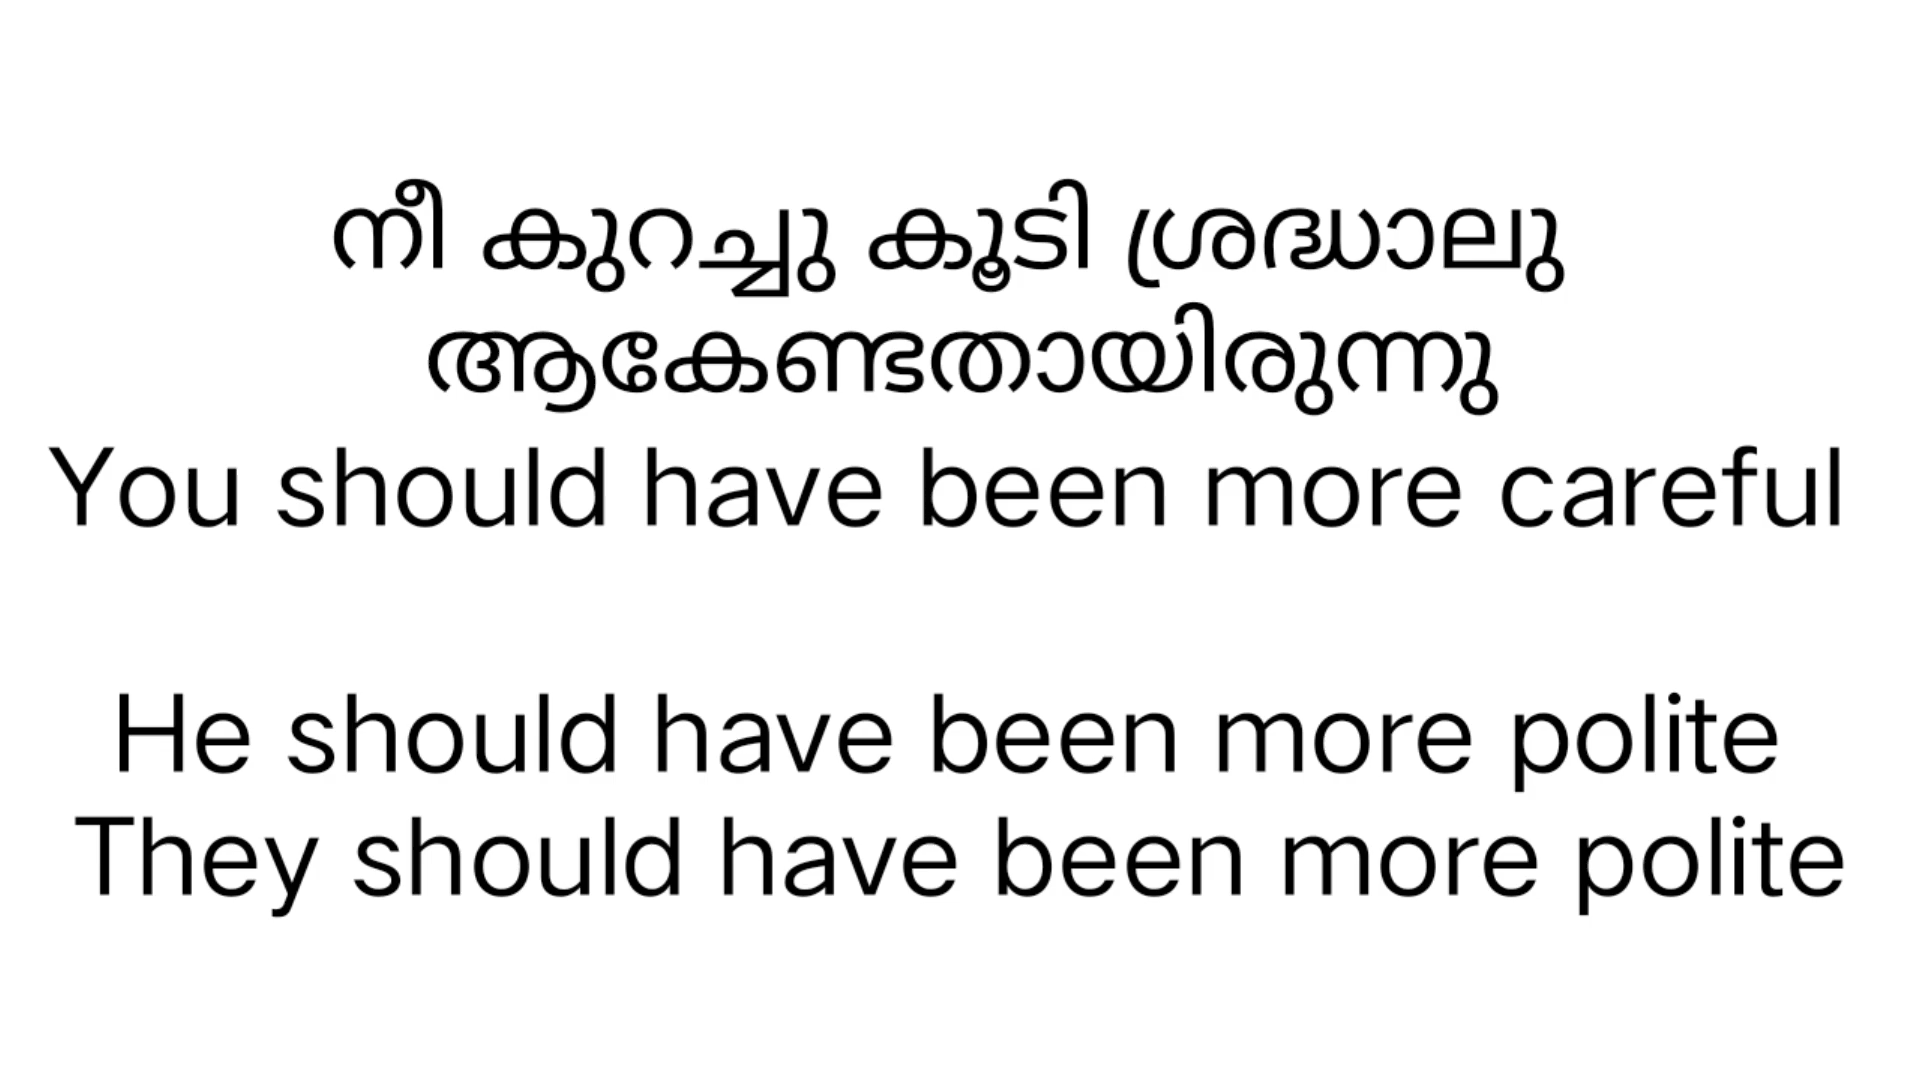 നീ കുറച്ചു കൂടി ശ്രദ്ധാലു
ആകേണ്ടതായിരുന്നു
You should have been more careful
He should have been more polite
They should have been more polite